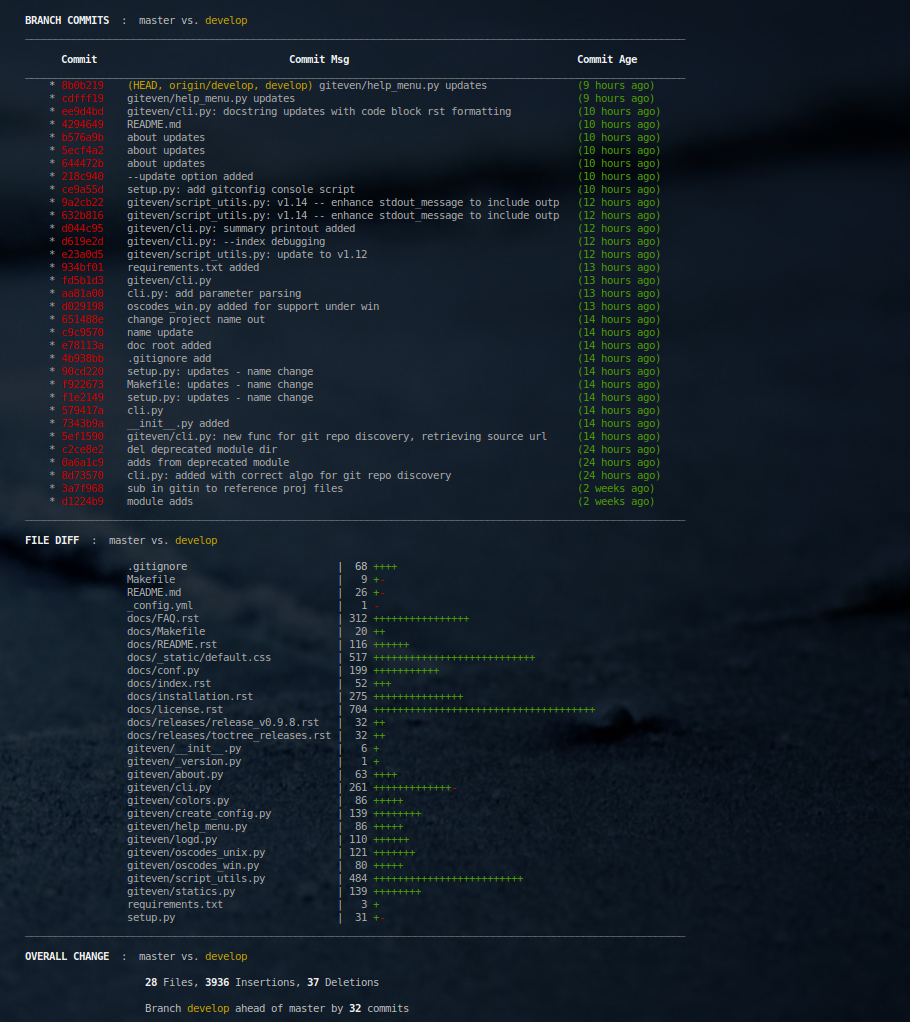 BRANCH COMMITS : master vs. develop
Commit Commit Msg Commit Age
* 8b0b219 (HEAD, origin/develop, develop) giteven/help_menu.py updates (9 hours ago)
* cdfff19 giteven/help_menu.py updates (9 hours ago)
* ee9d4bd giteven/cli.py: docstring updates with code block rst formatting (10 hours ago)
* 4294649 README.md (10 hours ago)
* b576a9b about updates (10 hours ago)
* 5ecf4a2 about updates (10 hours ago)
* 644472b about updates (10 hours ago)
* 218c940 --update option added (10 hours ago)
* ce9a55d setup.py: add gitconfig console script (10 hours ago)
* 9a2cb22 giteven/script_utils.py: v1.14 -- enhance stdout_message to include outp (12 hours ago)
* 632b816 giteven/script_utils.py: v1.14 -- enhance stdout_message to include outp (12 hours ago)
* d044c95 giteven/cli.py: summary printout added (12 hours ago)
* d619e2d giteven/cli.py: --index debugging (12 hours ago)
* e23a0d5 giteven/script_utils.py: update to v1.12 (12 hours ago)
* 934bf01 requirements.txt added (13 hours ago)
* fd5b1d3 giteven/cli.py (13 hours ago)
* aa81a00 cli.py: add parameter parsing (13 hours ago)
* d029198 oscodes_win.py added for support under win (13 hours ago)
* 651488e change project name out (14 hours ago)
* c9c9570 name update (14 hours ago)
* e78113a doc root added (14 hours ago)
* 4b938bb .gitignore add (14 hours ago)
* 90cd220 setup.py: updates - name change (14 hours ago)
* f922673 Makefile: updates - name change (14 hours ago)
* f1e2149 setup.py: updates - name change (14 hours ago)
* 579417a cli.py (14 hours ago)
* 7343b9a __init__.py added (14 hours ago)
* 5ef1590 giteven/cli.py: new func for git repo discovery, retrieving source url (14 hours ago)
* c2ce8e2 del deprecated module dir (24 hours ago)
* 0a6a1c9 adds from deprecated module (24 hours ago)
* 8d73570 cli.py: added with correct algo for git repo discovery (24 hours ago)
* 3a7f968 sub in gitin to reference proj files (2 weeks ago)
* d1224b9 module adds (2 weeks ago)
FILE DIFF : master vs. develop
.gitignore | 68 ++++
Makefile | 9 +-
README.md | 26 +-
_config.yml | 1 -
docs/FAQ.rst | 312 ++++++++++++++++
docs/Makefile | 20 ++
docs/README.rst | 116 ++++++
docs/_static/default.css | 517 +++++++++++++++++++++++++++
docs/conf.py | 199 +++++++++++
docs/index.rst | 52 +++
docs/installation.rst | 275 +++++++++++++++
docs/license.rst | 704 +++++++++++++++++++++++++++++++++++++
docs/releases/release_v0.9.8.rst | 32 ++
docs/releases/toctree_releases.rst | 32 ++
giteven/__init__.py | 6 +
giteven/_version.py | 1 +
giteven/about.py | 63 ++++
giteven/cli.py | 261 +++++++++++++-
giteven/colors.py | 86 +++++
giteven/create_config.py | 139 ++++++++
giteven/help_menu.py | 86 +++++
giteven/logd.py | 110 ++++++
giteven/oscodes_unix.py | 121 +++++++
giteven/oscodes_win.py | 80 +++++
giteven/script_utils.py | 484 +++++++++++++++++++++++++
giteven/statics.py | 139 ++++++++
requirements.txt | 3 +
setup.py | 31 +-
OVERALL CHANGE : master vs. develop
28 Files, 3936 Insertions, 37 Deletions
Branch develop ahead of master by 32 commits